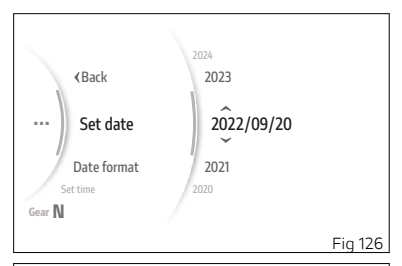 2024
‹Back 2023
... Set date 2022/09/20
Date format 2021
Set time 2020
Gear N
Fig 126